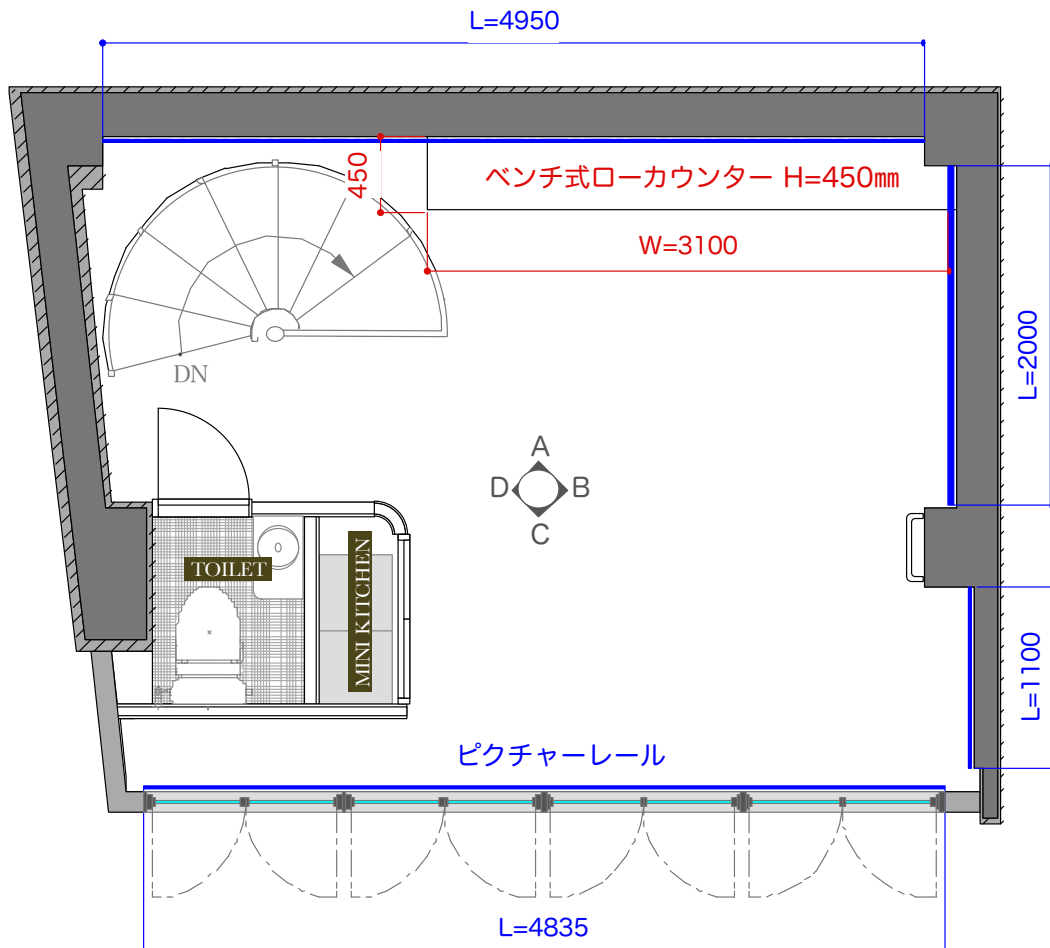 L=4950
450
ベンチ式ローカウンター H=450㎜
W=3100
L=2000
DN
A
D
B
C
TOILET
MINI KITCHEN
L=1100
ピクチャーレール
L=4835